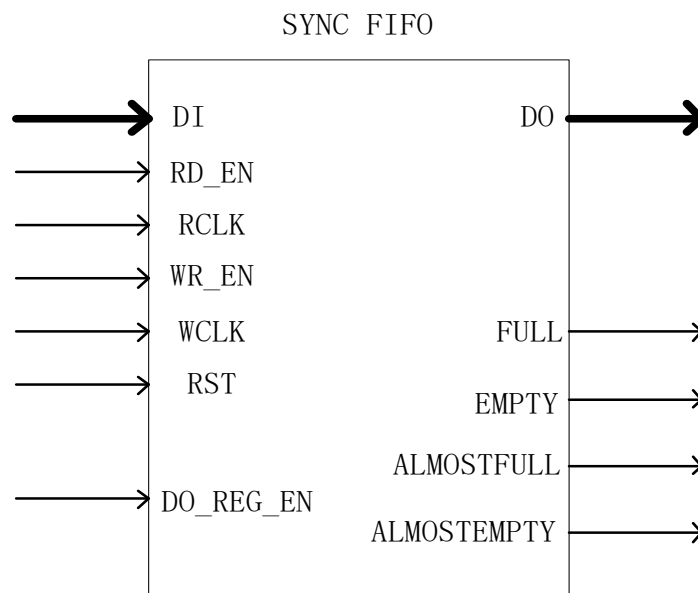 SYNC FIFO
DI
DO
RD_EN
RCLK
WR_EN
WCLK
FULL
RST
EMPTY
ALMOSTFULL
DO_REG_EN
ALMOSTEMPTY